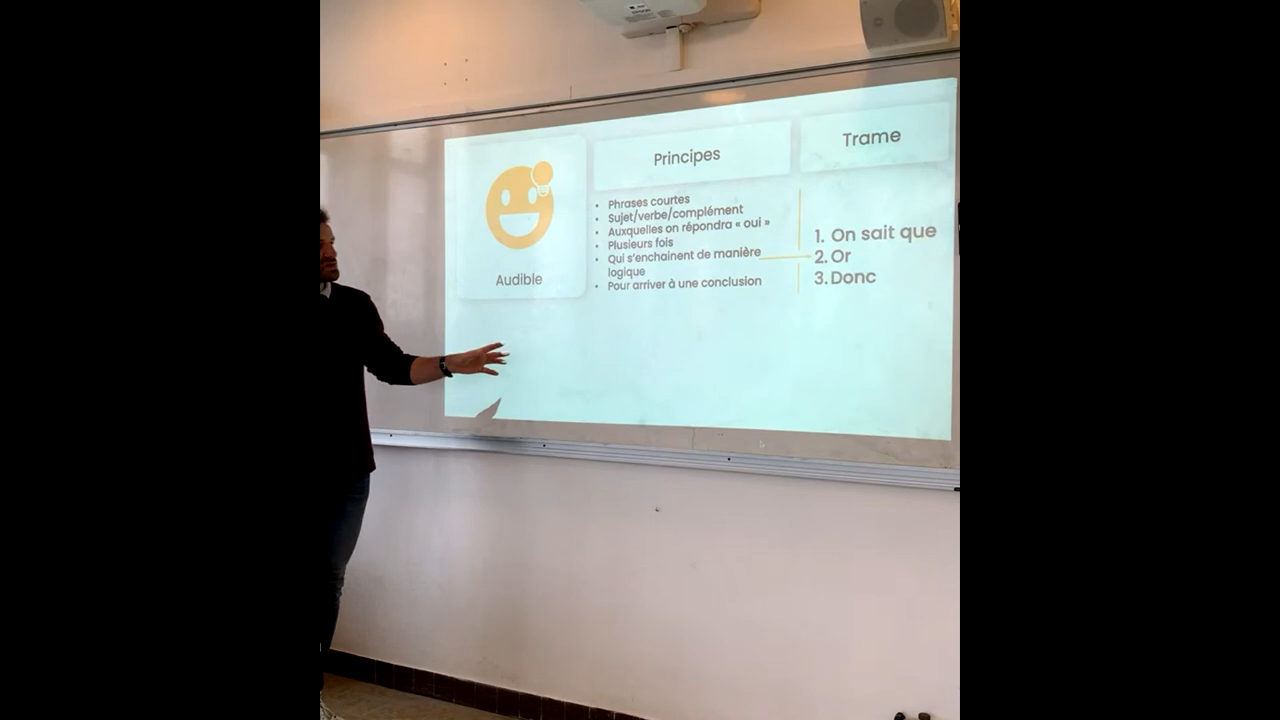 EPSON
Principes
Trame
Audible
• Phrases courtes
• Sujet/verbe/complément
• Auxquelles on répondra « oui »
• Plusieurs fois
• Qui s'enchainent de manière
logique
• Pour arriver à une conclusion
1. On sait que
2. Or
3. Donc